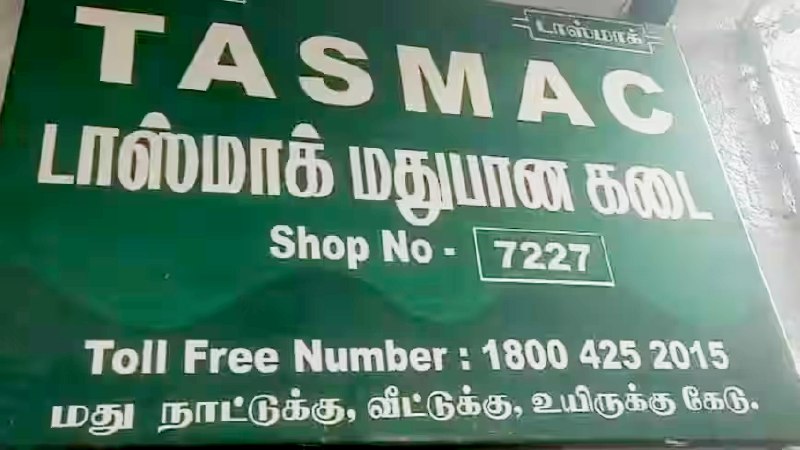 டாஸ்மாக்
TASMAC
டாஸ்மாக் மதுபான கடை
Shop No - 7227
Toll Free Number : 1800 425 2015
மது நாட்டுக்கு, வீட்டுக்கு, உயிருக்கு கேடு.